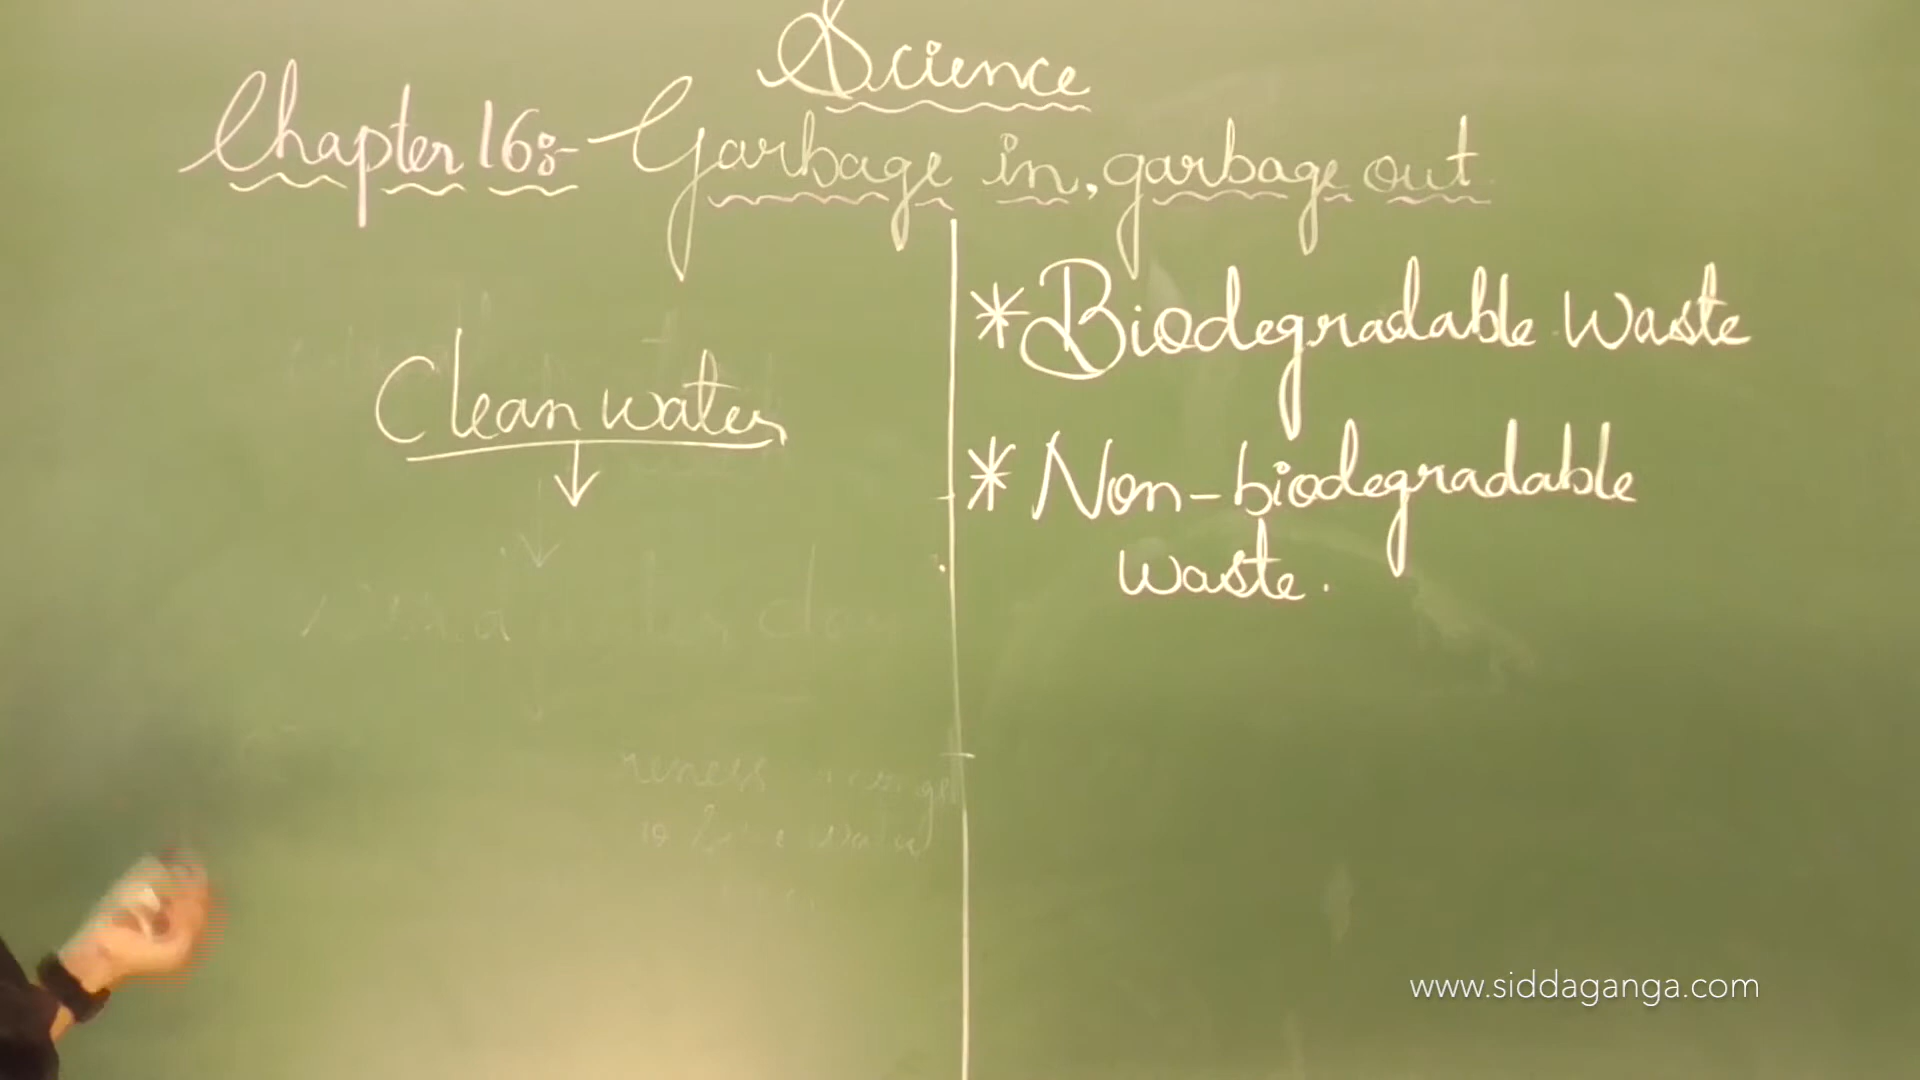 Science
Chapter 16:- Garbage in, garbage out.
Clean water
* Biodegradable Waste
* Non-biodegradable
waste.
www.siddaganga.com